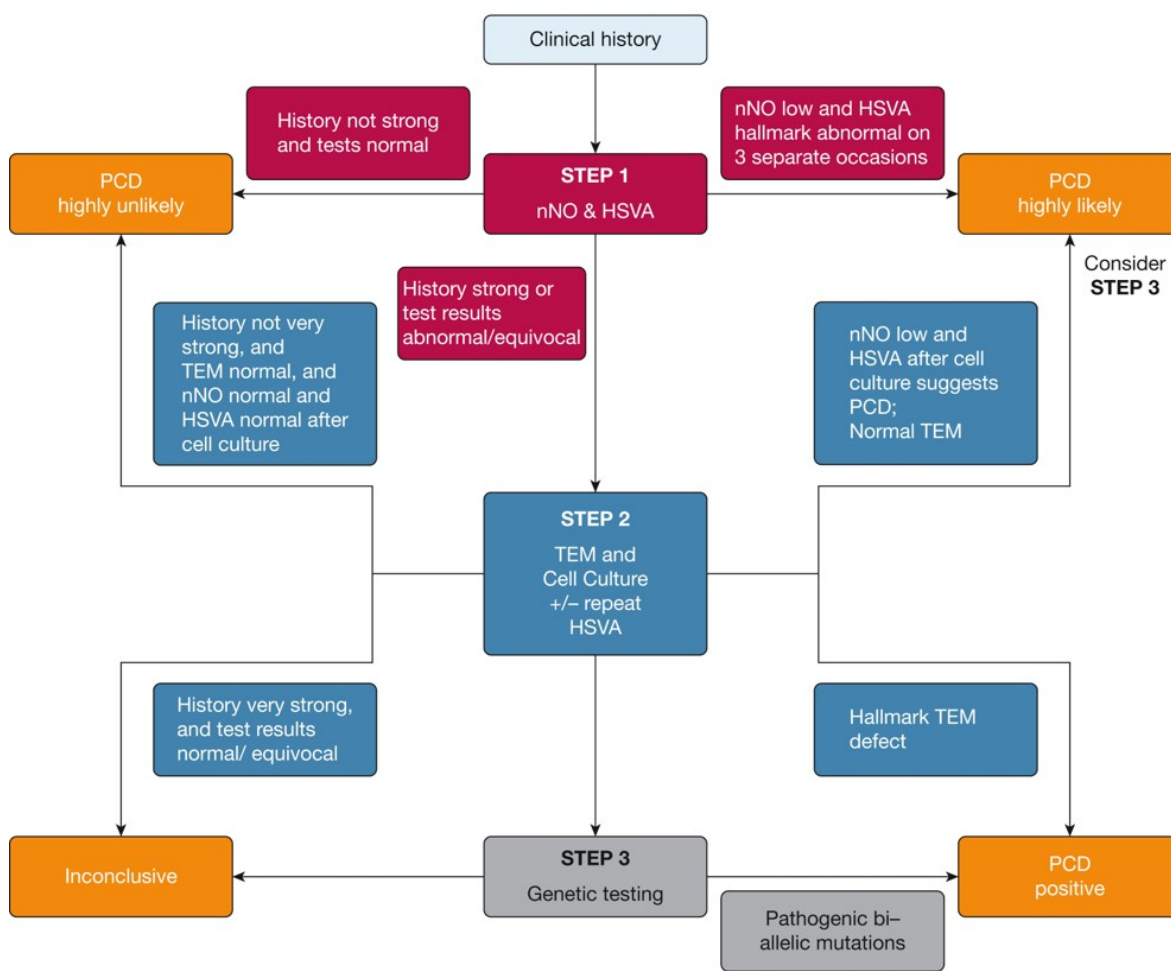 Clinical history
History not strong
and tests normal
nNO low and HSVA
hallmark abnormal on
3 separate occasions
PCD
highly unlikely
STEP 1
nNO & HSVA
PCD
highly likely
Consider
STEP 3
History strong or
test results
abnormal/equivocal
History not very
strong, and
TEM normal, and
nNO normal and
HSVA normal after
cell culture
nNO low and
HSVA after cell
culture suggests
PCD;
Normal TEM
STEP 2
TEM and
Cell Culture
+/– repeat
HSVA
History very strong,
and test results
normal/ equivocal
Hallmark TEM
defect
Inconclusive
STEP 3
Genetic testing
PCD
positive
Pathogenic bi–
allelic mutations